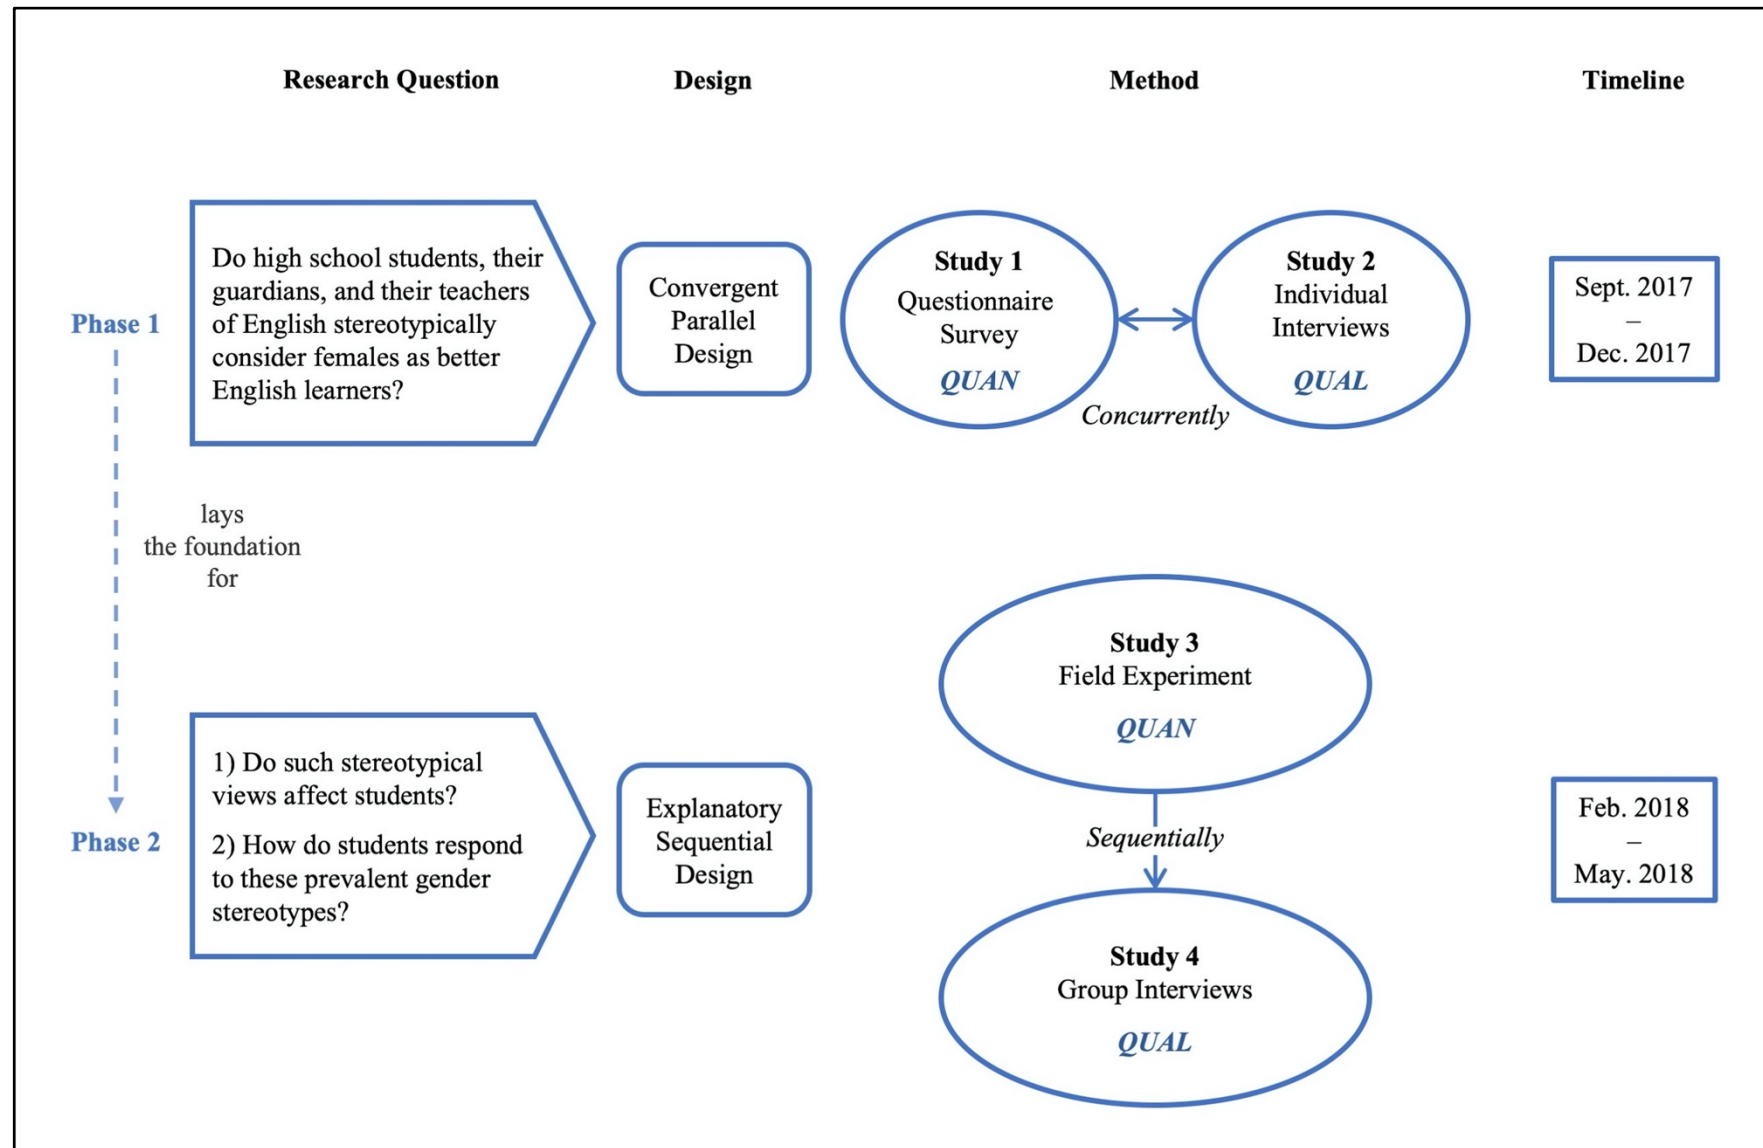 Research Question
Design
Method
Timeline
Phase 1
Do high school students, their
guardians, and their teachers
of English stereotypically
consider females as better
English learners?
Convergent
Parallel
Design
Study 1
Questionnaire
Survey
QUAN
Concurrently
Study 2
Individual
Interviews
QUAL
Sept. 2017
–
Dec. 2017
lays
the foundation
for
Phase 2
1) Do such stereotypical
views affect students?
2) How do students respond
to these prevalent gender
stereotypes?
Explanatory
Sequential
Design
Study 3
Field Experiment
QUAN
Sequentially
Study 4
Group Interviews
QUAL
Feb. 2018
–
May. 2018